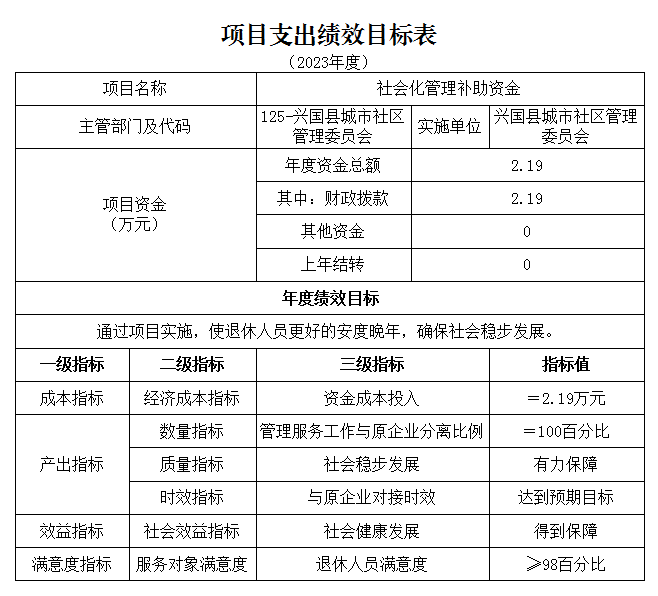 项目支出绩效目标表
（2023年度）
项目名称 社会化管理补助资金
主管部门及代码 125-兴国县城市社区管理委员会 实施单位 兴国县城市社区管理委员会
项目资金（万元）
年度资金总额 2.19
其中：财政拨款 2.19
其他资金 0
上年结转 0
年度绩效目标
通过项目实施，使退休人员更好的安度晚年，确保社会稳步发展。
一级指标 二级指标 三级指标 指标值
成本指标 经济成本指标 资金成本投入 ＝2.19万元
产出指标 数量指标 管理服务工作与原企业分离比例 ＝100百分比
质量指标 社会稳步发展 有力保障
时效指标 与原企业对接时效 达到预期目标
效益指标 社会效益指标 社会健康发展 得到保障
满意度指标 服务对象满意度 退休人员满意度 ≥98百分比